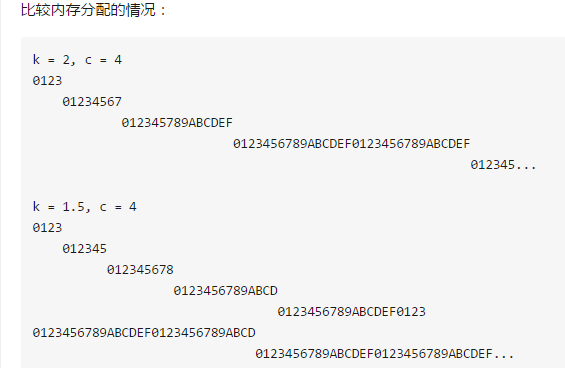 比较内存分配的情况：
k = 2, c = 4
0123
01234567
012345789ABCDEF
0123456789ABCDEF0123456789ABCDEF
012345...
k = 1.5, c = 4
0123
012345
012345678
0123456789ABCD
0123456789ABCDEF0123
0123456789ABCDEF0123456789ABCD
0123456789ABCDEF0123456789ABCDEF...